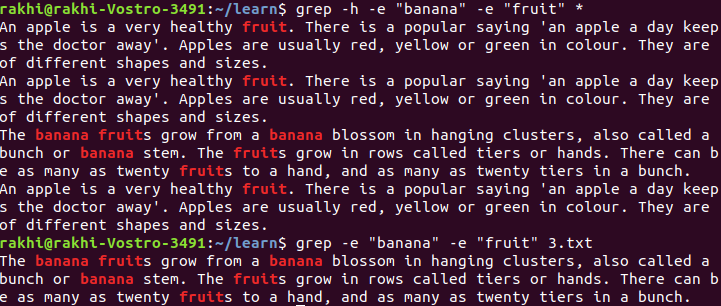 rakhi@rakhi-Vostro-3491:~/learn$ grep -h -e "banana" -e "fruit" *
An apple is a very healthy fruit. There is a popular saying 'an apple a day keep
s the doctor away'. Apples are usually red, yellow or green in colour. They are
of different shapes and sizes.
An apple is a very healthy fruit. There is a popular saying 'an apple a day keep
s the doctor away'. Apples are usually red, yellow or green in colour. They are
of different shapes and sizes.
The banana fruits grow from a banana blossom in hanging clusters, also called a
bunch or banana stem. The fruits grow in rows called tiers or hands. There can b
e as many as twenty fruits to a hand, and as many as twenty tiers in a bunch.
An apple is a very healthy fruit. There is a popular saying 'an apple a day keep
s the doctor away'. Apples are usually red, yellow or green in colour. They are
of different shapes and sizes.
rakhi@rakhi-Vostro-3491:~/learn$ grep -e "banana" -e "fruit" 3.txt
The banana fruits grow from a banana blossom in hanging clusters, also called a
bunch or banana stem. The fruits grow in rows called tiers or hands. There can b
e as many as twenty fruits to a hand, and as many as twenty tiers in a bunch.